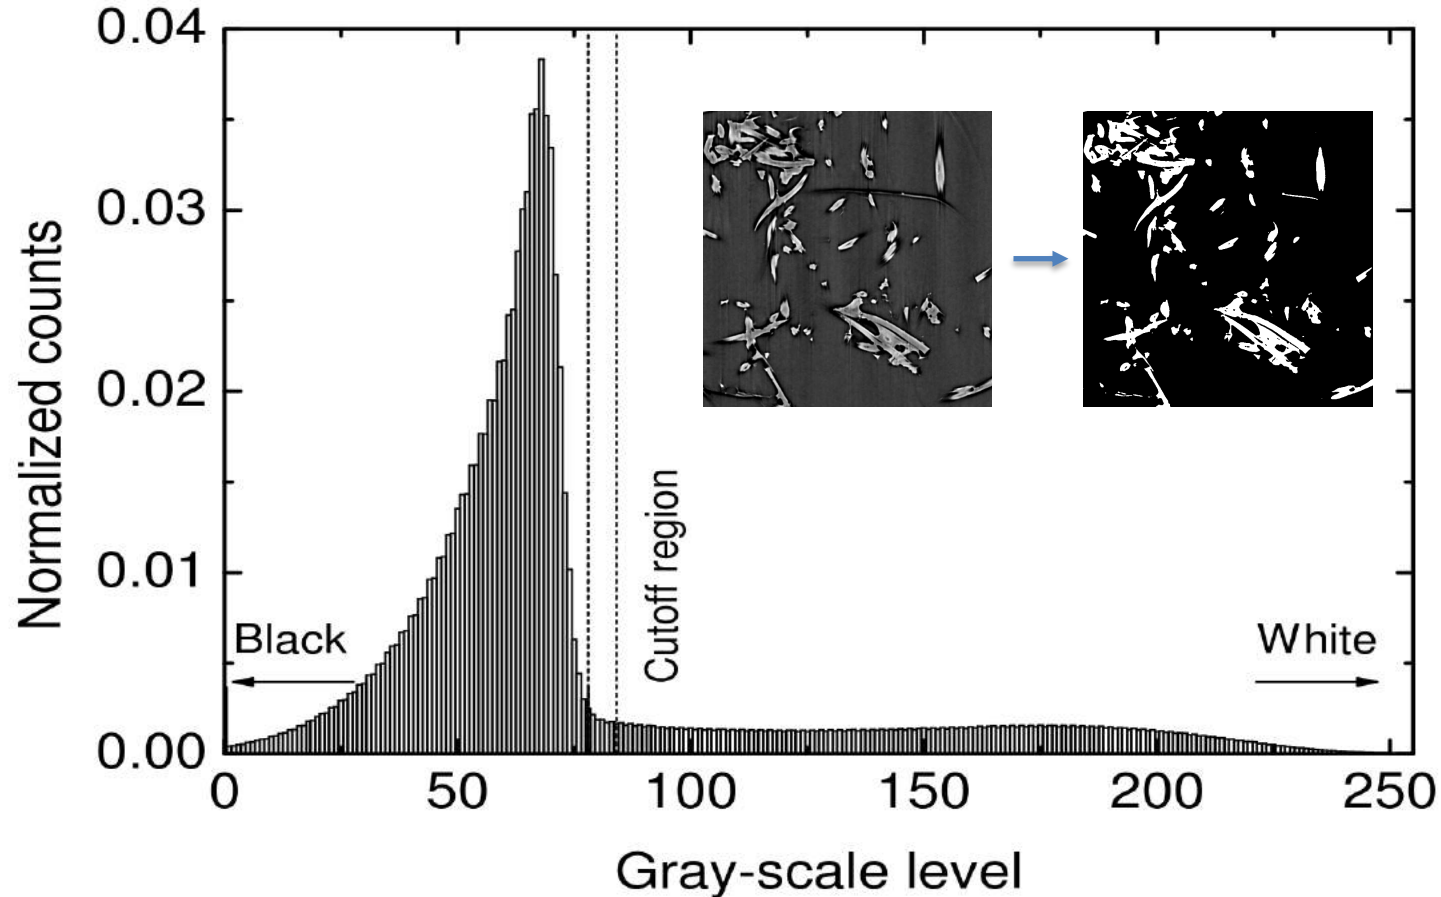 0.04
0.03
0.02
0.01
0.00
Normalized counts
Black
Cutoff region
White
0 50 100 150 200 250
Gray-scale level